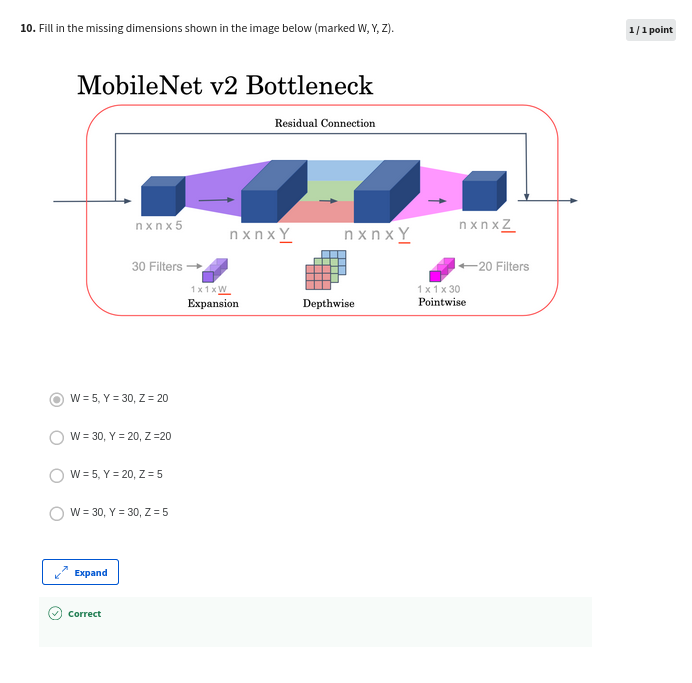 10. Fill in the missing dimensions shown in the image below (marked W, Y, Z).
1 / 1 point
MobileNet v2 Bottleneck
Residual Connection
n x n x 5
n x n x Y
n x n x Y
n x n x Z
30 Filters
20 Filters
1 x 1 x W
1 x 1 x 30
Expansion
Depthwise
Pointwise
W = 5, Y = 30, Z = 20
W = 30, Y = 20, Z =20
W = 5, Y = 20, Z = 5
W = 30, Y = 30, Z = 5
Expand
Correct